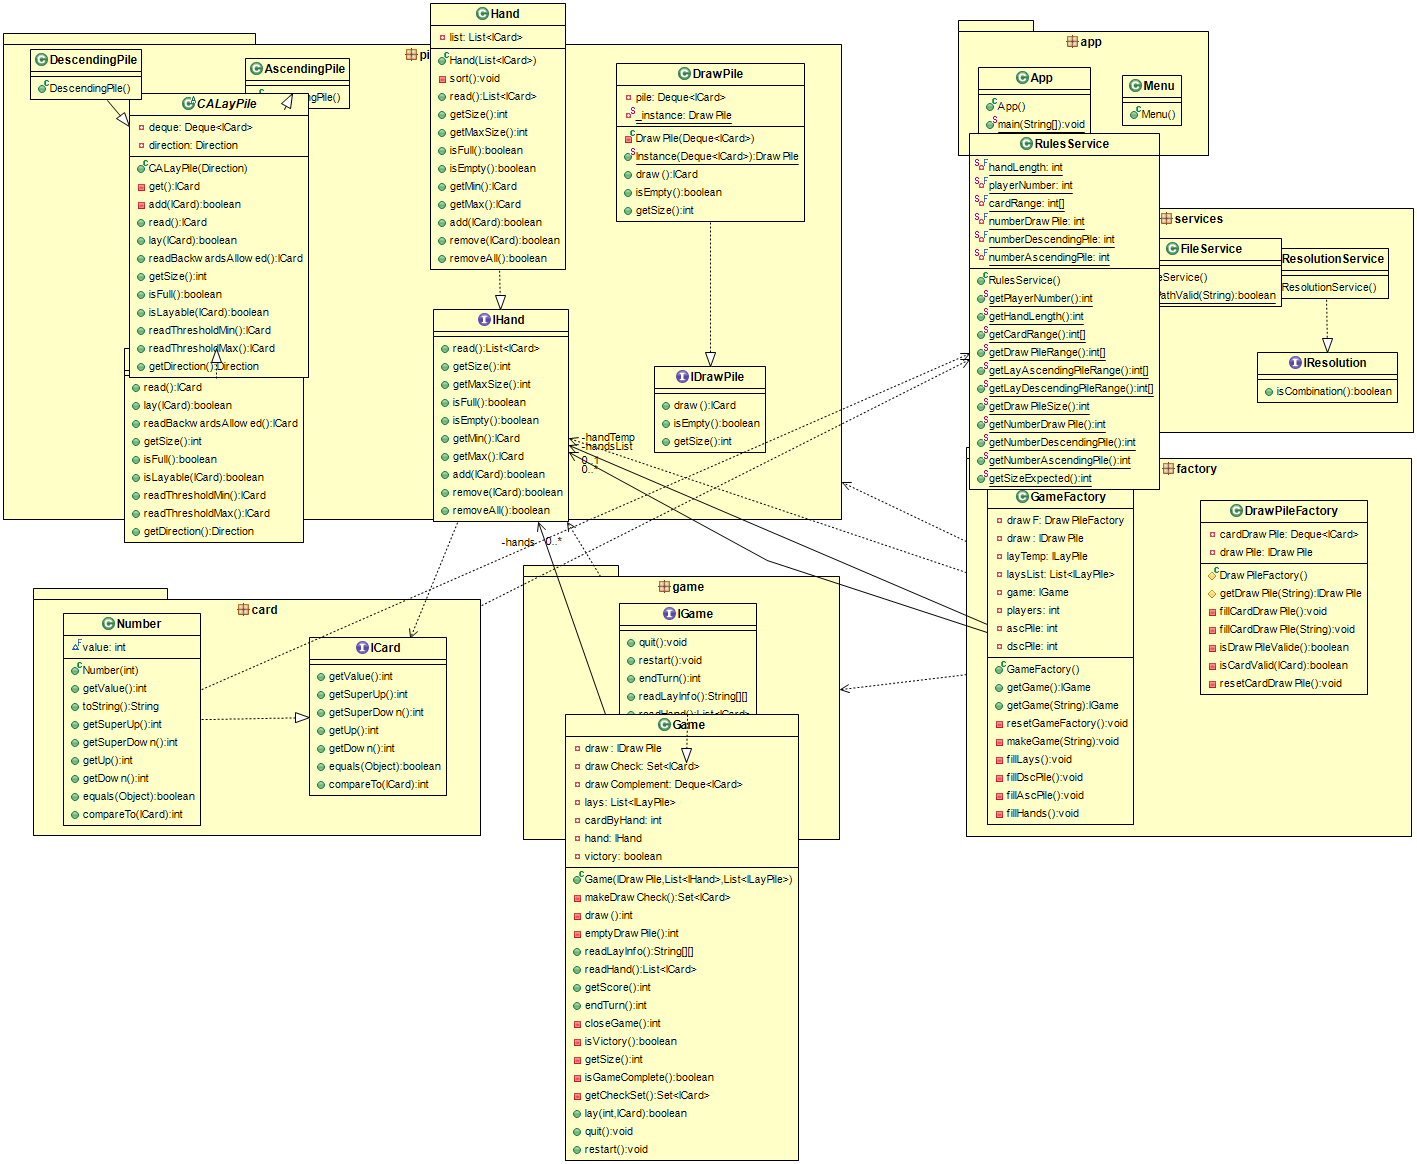 Hand
list: List<ICard>
Hand(List<ICard>)
sort():void
read():List<ICard>
getSize():int
getMaxSize():int
isFull():boolean
isEmpty():boolean
getMin():ICard
getMax():ICard
add(ICard):boolean
remove(ICard):boolean
removeAll():boolean
pi
DescendingPile
DescendingPile()
AscendingPile
gPile()
CALayPile
deque: Deque<ICard>
direction: Direction
CALayPile(Direction)
get():ICard
add(ICard):boolean
read():ICard
lay(ICard):boolean
readBackwardsAllowed():ICard
getSize():int
isFull():boolean
isLayable(ICard):boolean
readThresholdMin():ICard
readThresholdMax():ICard
getDirection():Direction
read():ICard
lay(ICard):boolean
readBackwardsAllowed():ICard
getSize():int
isFull():boolean
isLayable(ICard):boolean
readThresholdMin():ICard
readThresholdMax():ICard
getDirection():Direction
DrawPile
pile: Deque<ICard>
_instance: DrawPile
DrawPile(Deque<ICard>)
Instance(Deque<ICard>):DrawPile
draw():ICard
isEmpty():boolean
getSize():int
IHand
read():List<ICard>
getSize():int
getMaxSize():int
isFull():boolean
isEmpty():boolean
getMin():ICard
getMax():ICard
add(ICard):boolean
remove(ICard):boolean
removeAll():boolean
IDrawPile
draw():ICard
isEmpty():boolean
getSize():int
-handTemp
-handsList
0..1
0..*
-hands
0..*
app
App
App()
main(String[]):void
Menu
Menu()
RulesService
handLength: int
playerNumber: int
cardRange: int[]
numberDrawPile: int
numberDescendingPile: int
numberAscendingPile: int
RulesService()
getPlayerNumber():int
getHandLength():int
getCardRange():int[]
getDrawPileRange():int[]
getLayAscendingPileRange():int[]
getLayDescendingPileRange():int[]
getDrawPileSize():int
getNumberDrawPile():int
getNumberDescendingPile():int
getNumberAscendingPile():int
getSizeExpected():int
services
FileService
eService()
PathValid(String):boolean
ResolutionService
ResolutionService()
IResolution
isCombination():boolean
factory
GameFactory
drawF: DrawPileFactory
draw: IDrawPile
layTemp: ILayPile
laysList: List<ILayPile>
game: IGame
players: int
ascPile: int
dscPile: int
GameFactory()
getGame():IGame
getGame(String):IGame
resetGameFactory():void
makeGame(String):void
fillLays():void
fillDscPile():void
fillAscPile():void
fillHands():void
DrawPileFactory
cardDrawPile: Deque<ICard>
drawPile: IDrawPile
DrawPileFactory()
getDrawPile(String):IDrawPile
fillCardDrawPile():void
fillCardDrawPile(String):void
isDrawPileValide():boolean
isCardValid(ICard):boolean
resetCardDrawPile():void
card
Number
value: int
Number(int)
getValue():int
toString():String
getSuperUp():int
getSuperDown():int
getUp():int
getDown():int
equals(Object):boolean
compareTo(ICard):int
ICard
getValue():int
getSuperUp():int
getSuperDown():int
getUp():int
getDown():int
equals(Object):boolean
compareTo(ICard):int
game
IGame
quit():void
restart():void
endTurn():int
readLayInfo():String[][]
readHand():List<ICard>
Game
draw: IDrawPile
drawCheck: Set<ICard>
drawComplement: Deque<ICard>
lays: List<ILayPile>
cardByHand: int
hand: IHand
victory: boolean
Game(IDrawPile,List<IHand>,List<ILayPile>)
makeDrawCheck():Set<ICard>
draw():int
emptyDrawPile():int
readLayInfo():String[][]
readHand():List<ICard>
getScore():int
endTurn():int
closeGame():int
isVictory():boolean
getSize():int
isGameComplete():boolean
getCheckSet():Set<ICard>
lay(int,ICard):boolean
quit():void
restart():void